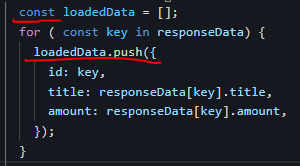 const loadedData = [];
for ( const key in responseData) {
loadedData.push({
id: key,
title: responseData[key].title,
amount: responseData[key].amount,
});
}